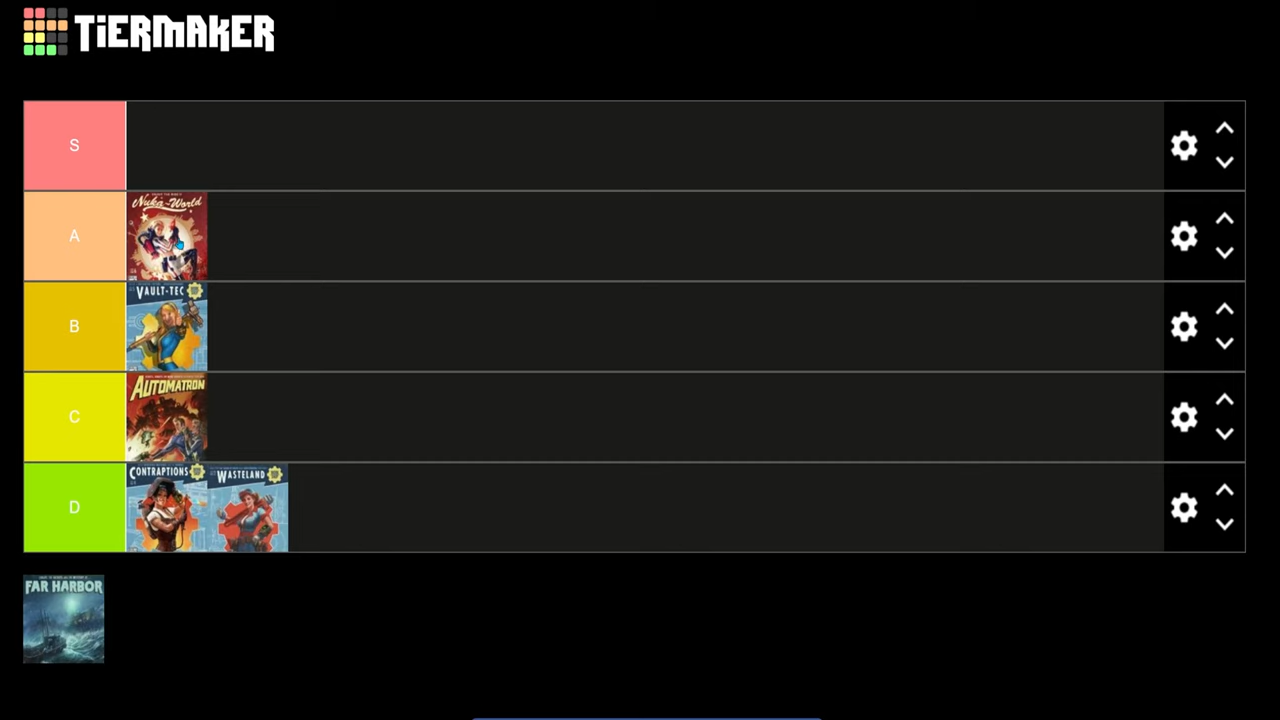 TiERMAKER
S
A
Nuka-World
B
VAULT-TEC
C
AUTOMATRON
D
CONTRAPTIONS
WASTELAND
FAR HARBOR